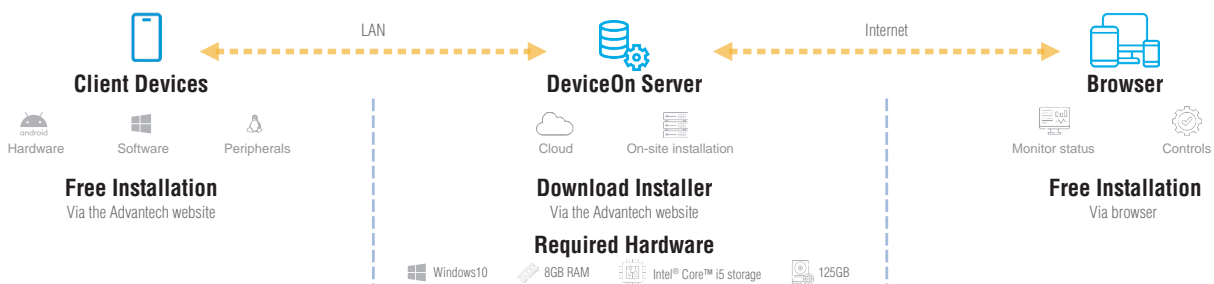 LAN
Internet
Client Devices
DeviceOn Server
Browser
android
Hardware
Software
Peripherals
Cloud
On-site installation
Monitor status
Controls
Free Installation
Via the Advantech website
Download Installer
Via the Advantech website
Free Installation
Via browser
Required Hardware
Windows10
8GB RAM
Intel® Core™ i5 storage
125GB